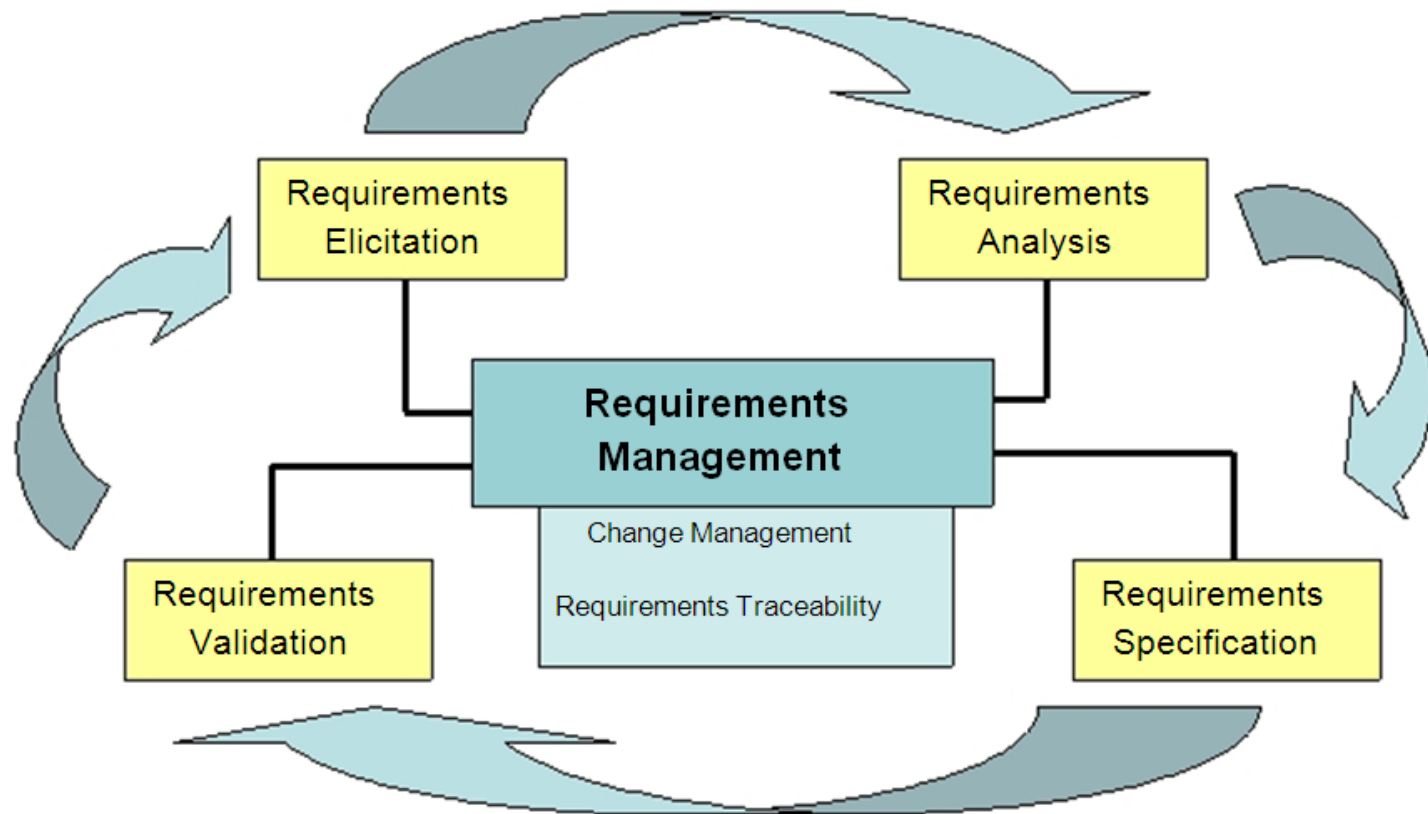 Requirements
Elicitation
Requirements
Analysis
Requirements
Management
Change Management
Requirements Traceability
Requirements
Validation
Requirements
Specification